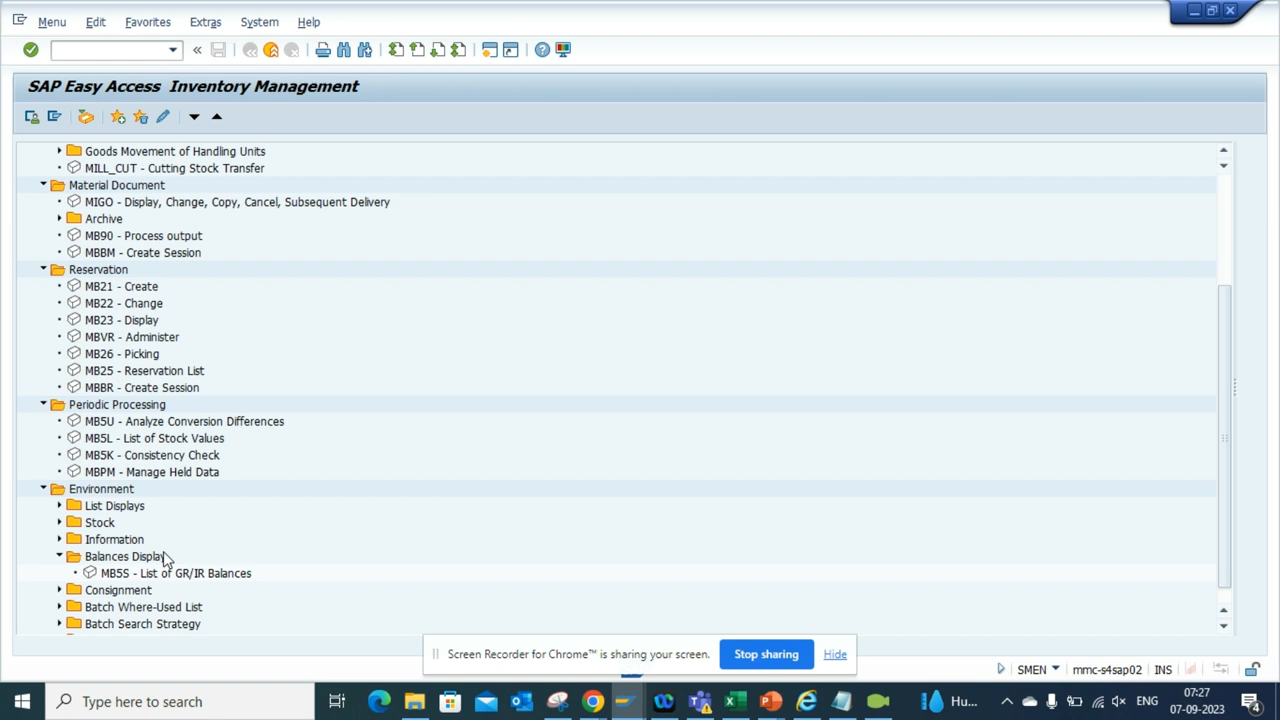 Menu Edit Favorites Extras System Help
SAP Easy Access Inventory Management
Goods Movement of Handling Units
MILL_CUT - Cutting Stock Transfer
Material Document
MIGO - Display, Change, Copy, Cancel, Subsequent Delivery
Archive
MB90 - Process output
MBBM - Create Session
Reservation
MB21 - Create
MB22 - Change
MB23 - Display
MBVR - Administer
MB26 - Picking
MB25 - Reservation List
MBBR - Create Session
Periodic Processing
MB5U - Analyze Conversion Differences
MB5L - List of Stock Values
MB5K - Consistency Check
MBPM - Manage Held Data
Environment
List Displays
Stock
Information
Balances Display
MB5S - List of GR/IR Balances
Consignment
Batch Where-Used List
Batch Search Strategy
Screen Recorder for Chrome™ is sharing your screen. Stop sharing Hide
SMEN mmc-s4sap02 INS
Type here to search Hu... ENG 07:27
07-09-2023 4